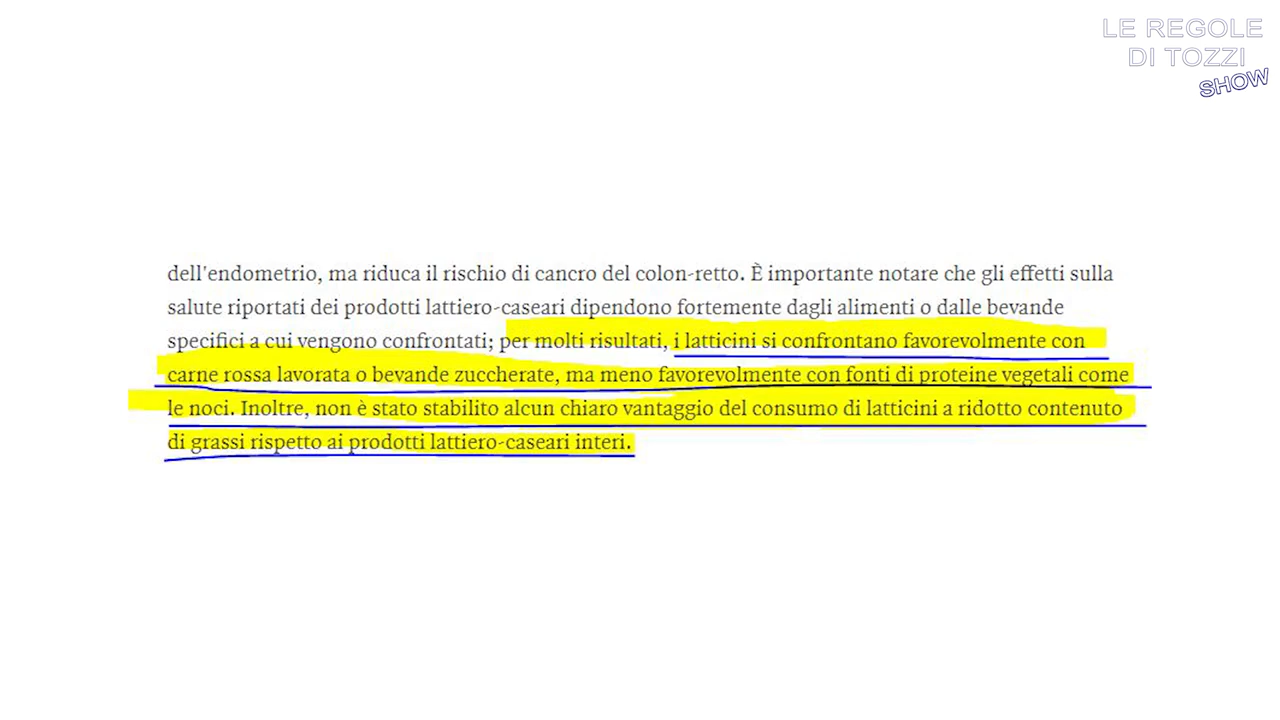 LE REGOLE
DI TOZZI
SHOW
dell'endometrio, ma riduca il rischio di cancro del colon-retto. È importante notare che gli effetti sulla
salute riportati dei prodotti lattiero-caseari dipendono fortemente dagli alimenti o dalle bevande
specifici a cui vengono confrontati; per molti risultati, i latticini si confrontano favorevolmente con
carne rossa lavorata o bevande zuccherate, ma meno favorevolmente con fonti di proteine vegetali come
le noci. Inoltre, non è stato stabilito alcun chiaro vantaggio del consumo di latticini a ridotto contenuto
di grassi rispetto ai prodotti lattiero-caseari interi.